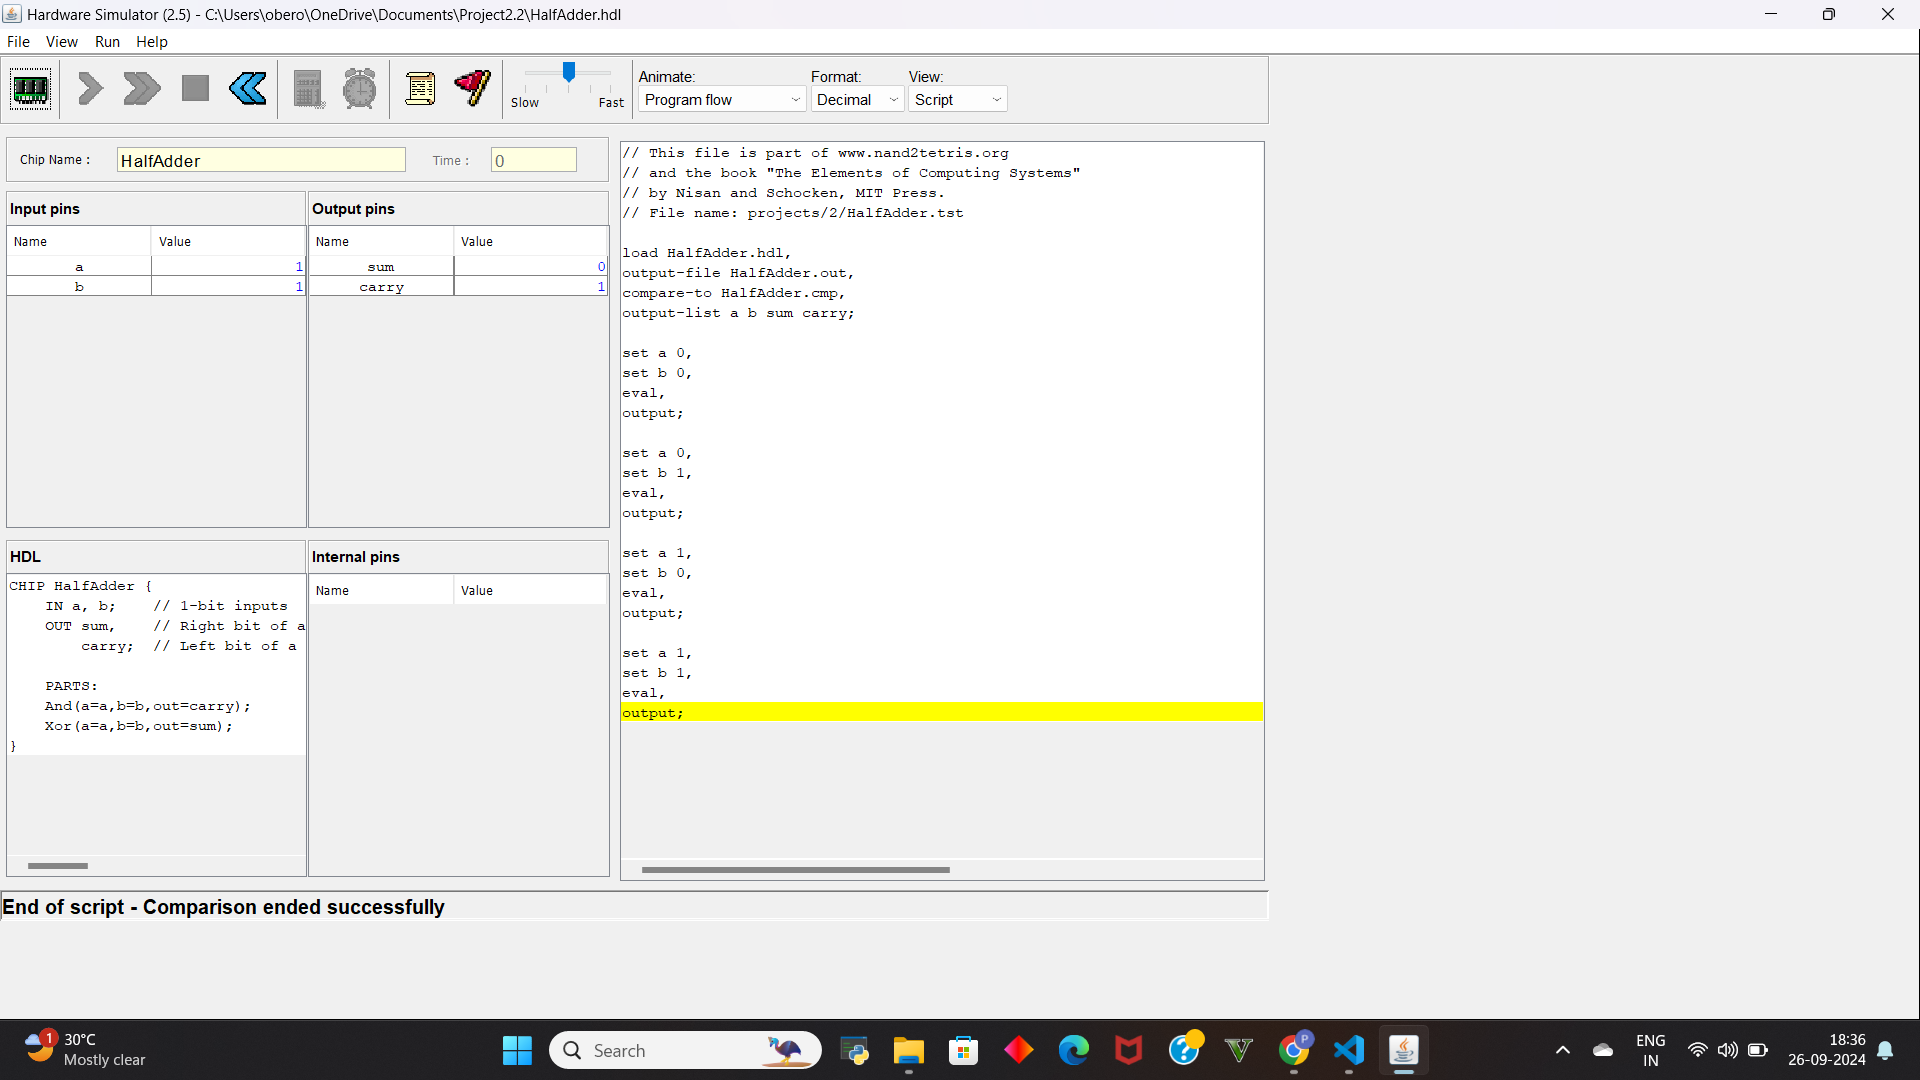 Hardware Simulator (2.5) - C:\Users\obero\OneDrive\Documents\Project2.2\HalfAdder.hdl
File View Run Help
Slow Fast
Animate: Format: View:
Program flow Decimal Script
Chip Name : HalfAdder Time : 0
Input pins
Name Value
a 1
b 1
Output pins
Name Value
sum 0
carry 1
HDL
CHIP HalfAdder {
    IN a, b;    // 1-bit inputs
    OUT sum,    // Right bit of a
        carry;  // Left bit of a

    PARTS:
    And(a=a,b=b,out=carry);
    Xor(a=a,b=b,out=sum);
}
Internal pins
Name Value
// This file is part of www.nand2tetris.org
// and the book "The Elements of Computing Systems"
// by Nisan and Schocken, MIT Press.
// File name: projects/2/HalfAdder.tst

load HalfAdder.hdl,
output-file HalfAdder.out,
compare-to HalfAdder.cmp,
output-list a b sum carry;

set a 0,
set b 0,
eval,
output;

set a 0,
set b 1,
eval,
output;

set a 1,
set b 0,
eval,
output;

set a 1,
set b 1,
eval,
output;
End of script - Comparison ended successfully
1
30°C
Mostly clear
Search
P
ENG
IN
18:36
26-09-2024